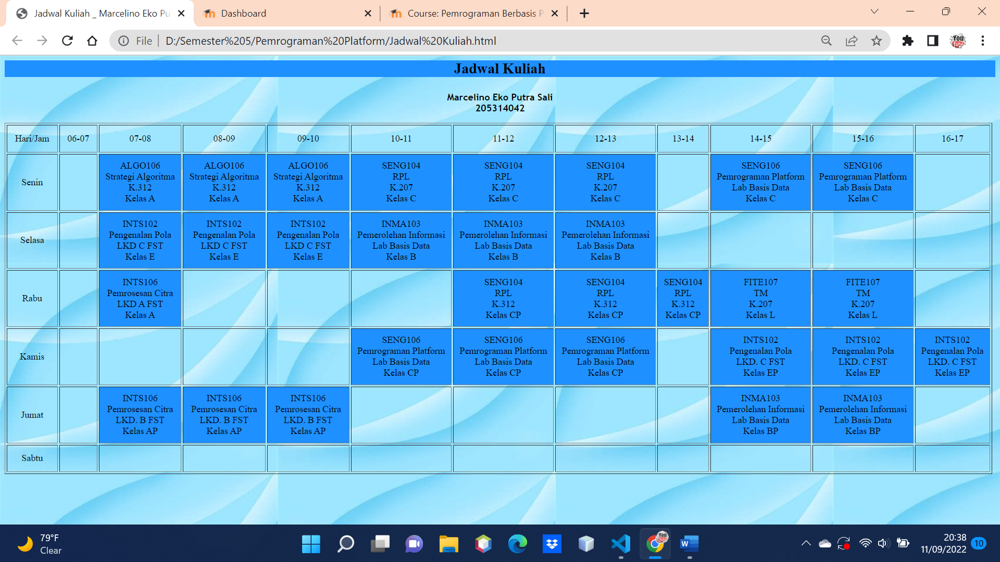 Jadwal Kuliah _ Marcelino Eko Pu
Dashboard
Course: Pemrograman Berbasis P
File
D:/Semester%205/Pemrograman%20Platform/Jadwal%20Kuliah.html
You
Tube
Jadwal Kuliah
Marcelino Eko Putra Sali
205314042
Hari/Jam 06-07 07-08 08-09 09-10 10-11 11-12 12-13 13-14 14-15 15-16 16-17
Senin
ALGO106
Strategi Algoritma
K.312
Kelas A
ALGO106
Strategi Algoritma
K.312
Kelas A
ALGO106
Strategi Algoritma
K.312
Kelas A
SENG104
RPL
K.207
Kelas C
SENG104
RPL
K.207
Kelas C
SENG104
RPL
K.207
Kelas C
SENG106
Pemrograman Platform
Lab Basis Data
Kelas C
SENG106
Pemrograman Platform
Lab Basis Data
Kelas C
Selasa
INTS102
Pengenalan Pola
LKD C FST
Kelas E
INTS102
Pengenalan Pola
LKD C FST
Kelas E
INTS102
Pengenalan Pola
LKD C FST
Kelas E
INMA103
Pemerolehan Informasi
Lab Basis Data
Kelas B
INMA103
Pemerolehan Informasi
Lab Basis Data
Kelas B
INMA103
Pemerolehan Informasi
Lab Basis Data
Kelas B
Rabu
INTS106
Pemrosesan Citra
LKD A FST
Kelas A
SENG104
RPL
K.312
Kelas CP
SENG104
RPL
K.312
Kelas CP
SENG104
RPL
K.312
Kelas CP
FITE107
TM
K.207
Kelas L
FITE107
TM
K.207
Kelas L
Kamis
SENG106
Pemrograman Platform
Lab Basis Data
Kelas CP
SENG106
Pemrograman Platform
Lab Basis Data
Kelas CP
SENG106
Pemrograman Platform
Lab Basis Data
Kelas CP
INTS102
Pengenalan Pola
LKD. C FST
Kelas EP
INTS102
Pengenalan Pola
LKD. C FST
Kelas EP
INTS102
Pengenalan Pola
LKD. C FST
Kelas EP
Jumat
INTS106
Pemrosesan Citra
LKD. B FST
Kelas AP
INTS106
Pemrosesan Citra
LKD. B FST
Kelas AP
INTS106
Pemrosesan Citra
LKD. B FST
Kelas AP
INMA103
Pemerolehan Informasi
Lab Basis Data
Kelas BP
INMA103
Pemerolehan Informasi
Lab Basis Data
Kelas BP
Sabtu
79°F
Clear
You
W
20:38
11/09/2022
10